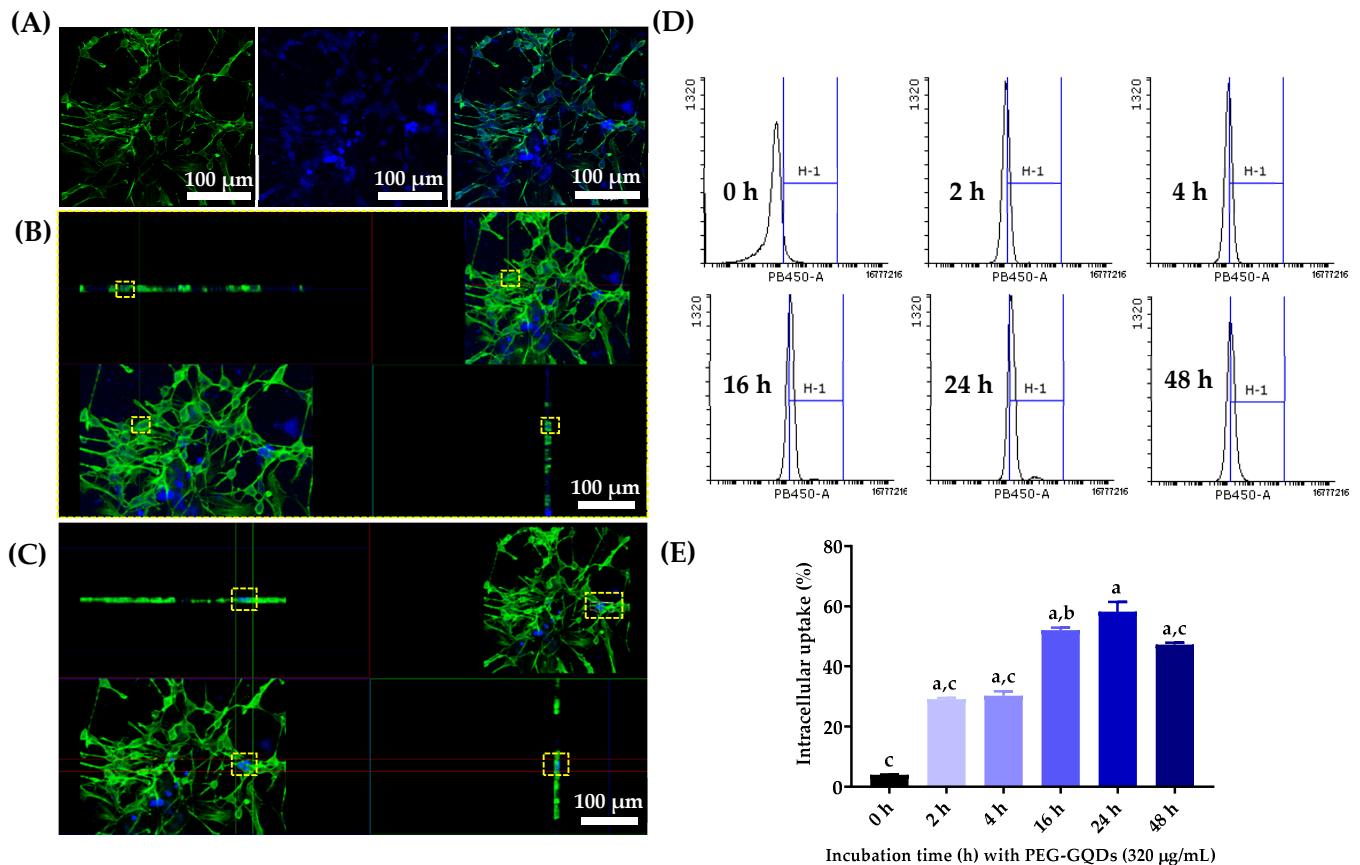 (A)
100 µm
100 µm
100 µm
(B)
100 µm
(C)
100 µm
(D)
1320
0 h
H-1
PB450-A
16777216
1320
2 h
H-1
PB450-A
16777216
1320
4 h
H-1
PB450-A
16777216
1320
16 h
H-1
PB450-A
16777216
1320
24 h
H-1
PB450-A
16777216
1320
48 h
H-1
PB450-A
16777216
(E)
Intracellular uptake (%)
80
60
40
20
0
c
a,c
a,c
a,b
a
a,c
0 h
2 h
4 h
16 h
24 h
48 h
Incubation time (h) with PEG-GQDs (320 µg/mL)